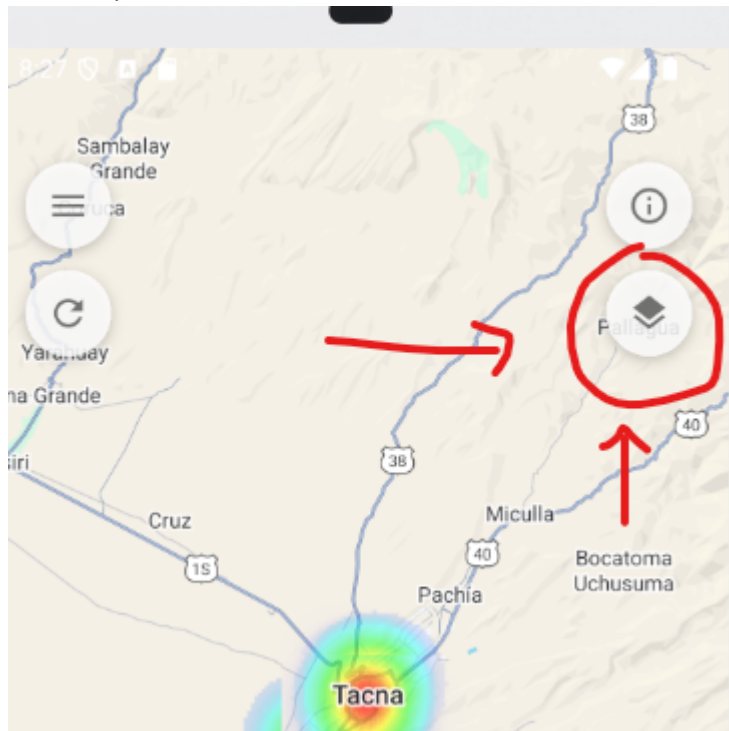 8:27
38
Sambalay
Grande
Yarahuay
na Grande
40
siri
38
Cruz
Miculla
1S
40
Bocatoma
Uchusuma
Pachia
Tacna